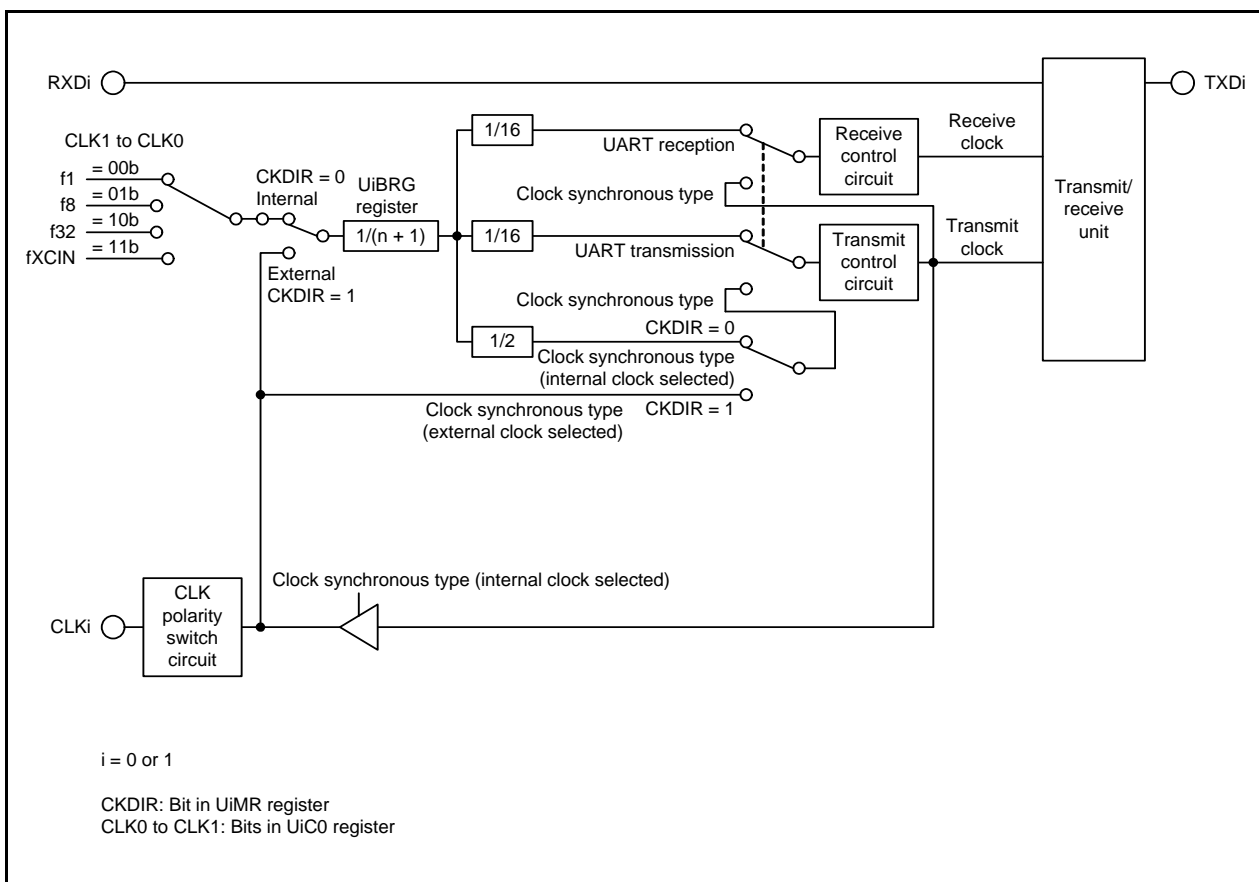 RXDi
TXDi
CLK1 to CLK0
= 00b
f1
= 01b
f8
= 10b
f32
= 11b
fXCIN
CKDIR = 0
Internal
External
CKDIR = 1
UiBRG
register
1/(n + 1)
1/16
UART reception
Clock synchronous type
1/16
UART transmission
Clock synchronous type
1/2
CKDIR = 0
Clock synchronous type
(internal clock selected)
Clock synchronous type
(external clock selected)
CKDIR = 1
Receive
control
circuit
Receive
clock
Transmit
control
circuit
Transmit
clock
Transmit/
receive
unit
CLKi
CLK
polarity
switch
circuit
Clock synchronous type (internal clock selected)
i = 0 or 1
CKDIR: Bit in UiMR register
CLK0 to CLK1: Bits in UiC0 register